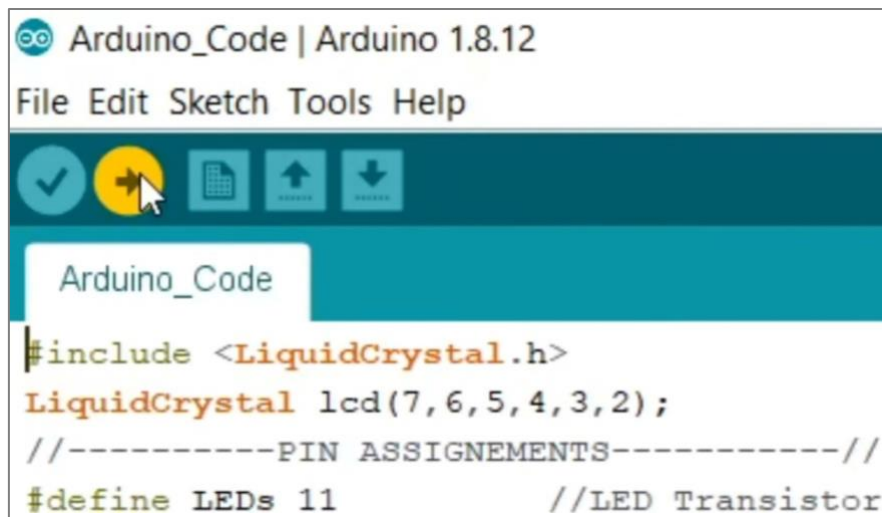 Arduino_Code | Arduino 1.8.12
File Edit Sketch Tools Help
Arduino_Code
#include <LiquidCrystal.h>
LiquidCrystal lcd(7,6,5,4,3,2);
//----------PIN ASSIGNEMENTS-----------//
#define LEDs 11 //LED Transistor